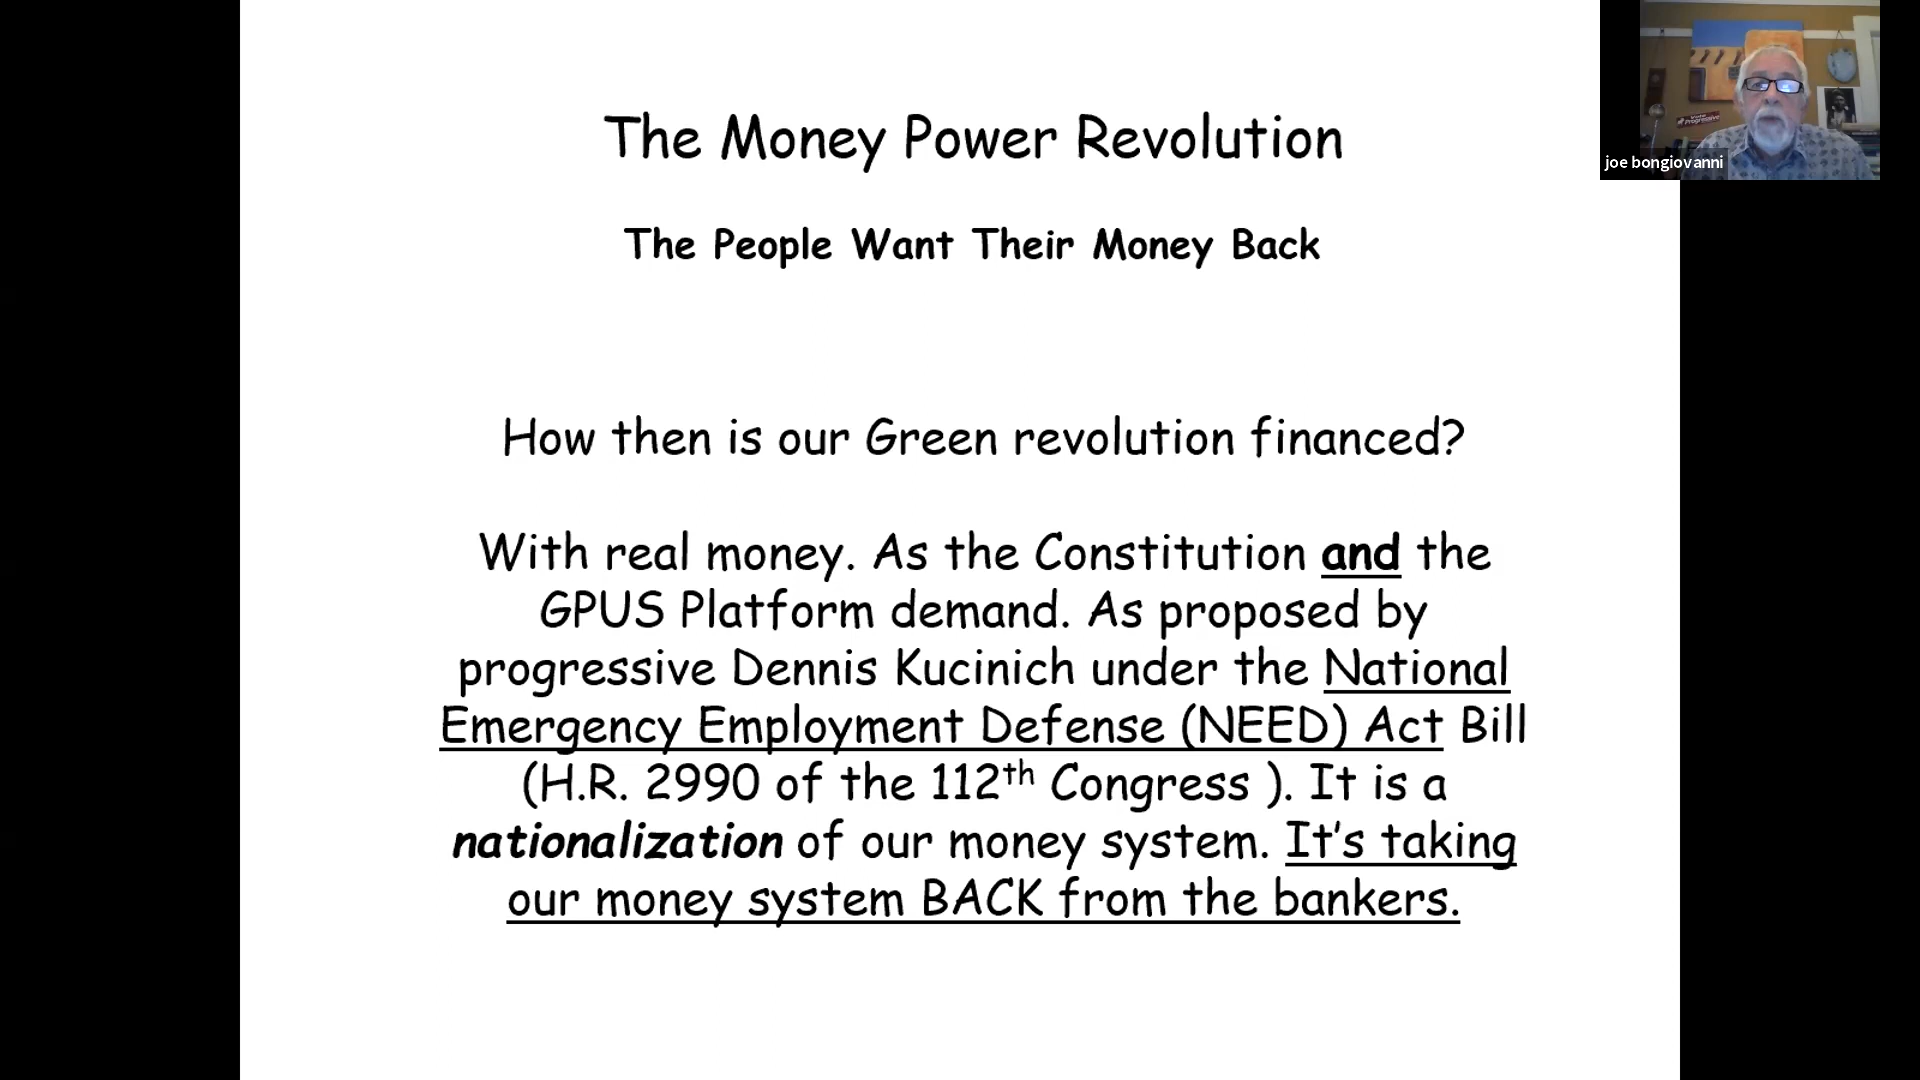 The Money Power Revolution
joe bongiovanni
The People Want Their Money Back
How then is our Green revolution financed?
With real money. As the Constitution and the
GPUS Platform demand. As proposed by
progressive Dennis Kucinich under the National
Emergency Employment Defense (NEED) Act Bill
(H.R. 2990 of the 112th Congress ). It is a
nationalization of our money system. It's taking
our money system BACK from the bankers.